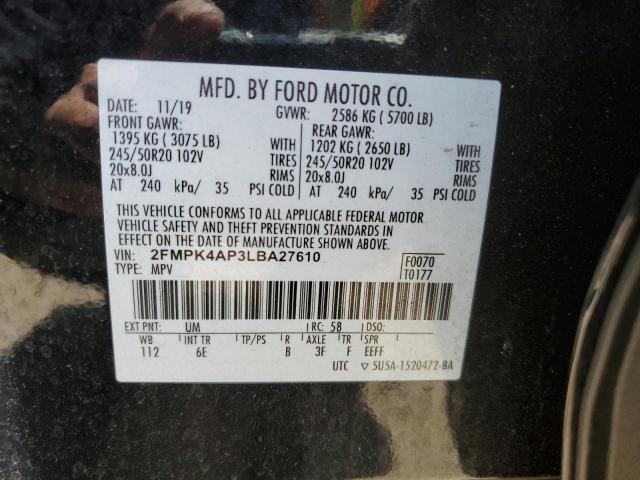 MFD. BY FORD MOTOR CO.
DATE: 11/19 GVWR: 2586 KG ( 5700 LB)
FRONT GAWR: REAR GAWR:
1395 KG ( 3075 LB) WITH 1202 KG ( 2650 LB) WITH
245/50R20 102V TIRES 245/50R20 102V TIRES
20x8.0J RIMS 20x8.0J RIMS
AT 240 kPa/ 35 PSI COLD AT 240 kPa/ 35 PSI COLD
THIS VEHICLE CONFORMS TO ALL APPLICABLE FEDERAL MOTOR
VEHICLE SAFETY AND THEFT PREVENTION STANDARDS IN
EFFECT ON THE DATE OF MANUFACTURE SHOWN ABOVE.
VIN: 2FMPK4AP3LBA27610 F0070
TYPE: MPV T0177
EXT PNT: UM RC: 58 DSO:
WB INT TR TP/PS R AXLE TR SPR
112 6E B 3F F EEFF
UTC ▽ 5U5A-1520472-BA